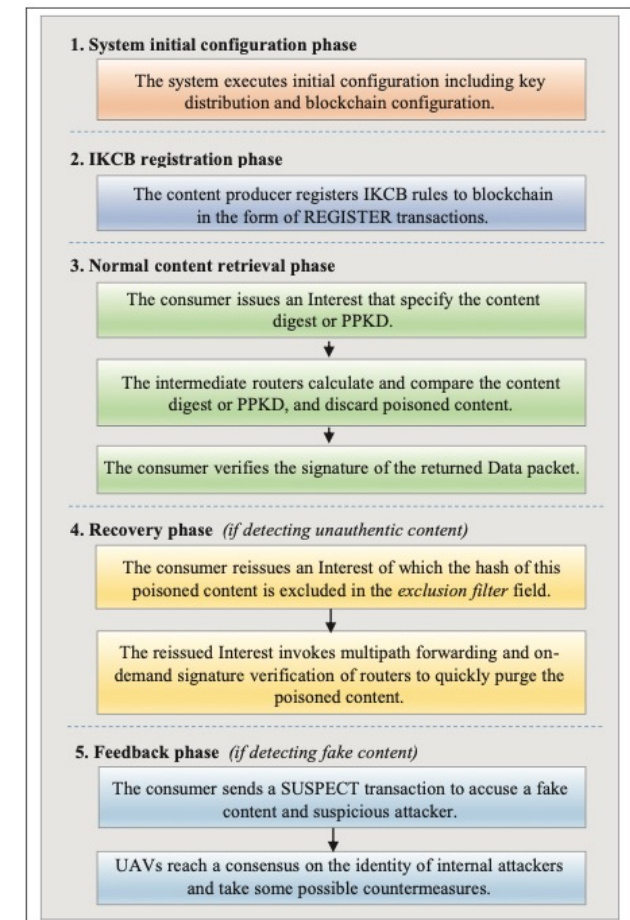 1. System initial configuration phase
The system executes initial configuration including key
distribution and blockchain configuration.
2. IKCB registration phase
The content producer registers IKCB rules to blockchain
in the form of REGISTER transactions.
3. Normal content retrieval phase
The consumer issues an Interest that specify the content
digest or PPKD.
The intermediate routers calculate and compare the content
digest or PPKD, and discard poisoned content.
The consumer verifies the signature of the returned Data packet.
4. Recovery phase (if detecting unauthentic content)
The consumer reissues an Interest of which the hash of this
poisoned content is excluded in the exclusion filter field.
The reissued Interest invokes multipath forwarding and on-
demand signature verification of routers to quickly purge the
poisoned content.
5. Feedback phase (if detecting fake content)
The consumer sends a SUSPECT transaction to accuse a fake
content and suspicious attacker.
UAVs reach a consensus on the identity of internal attackers
and take some possible countermeasures.